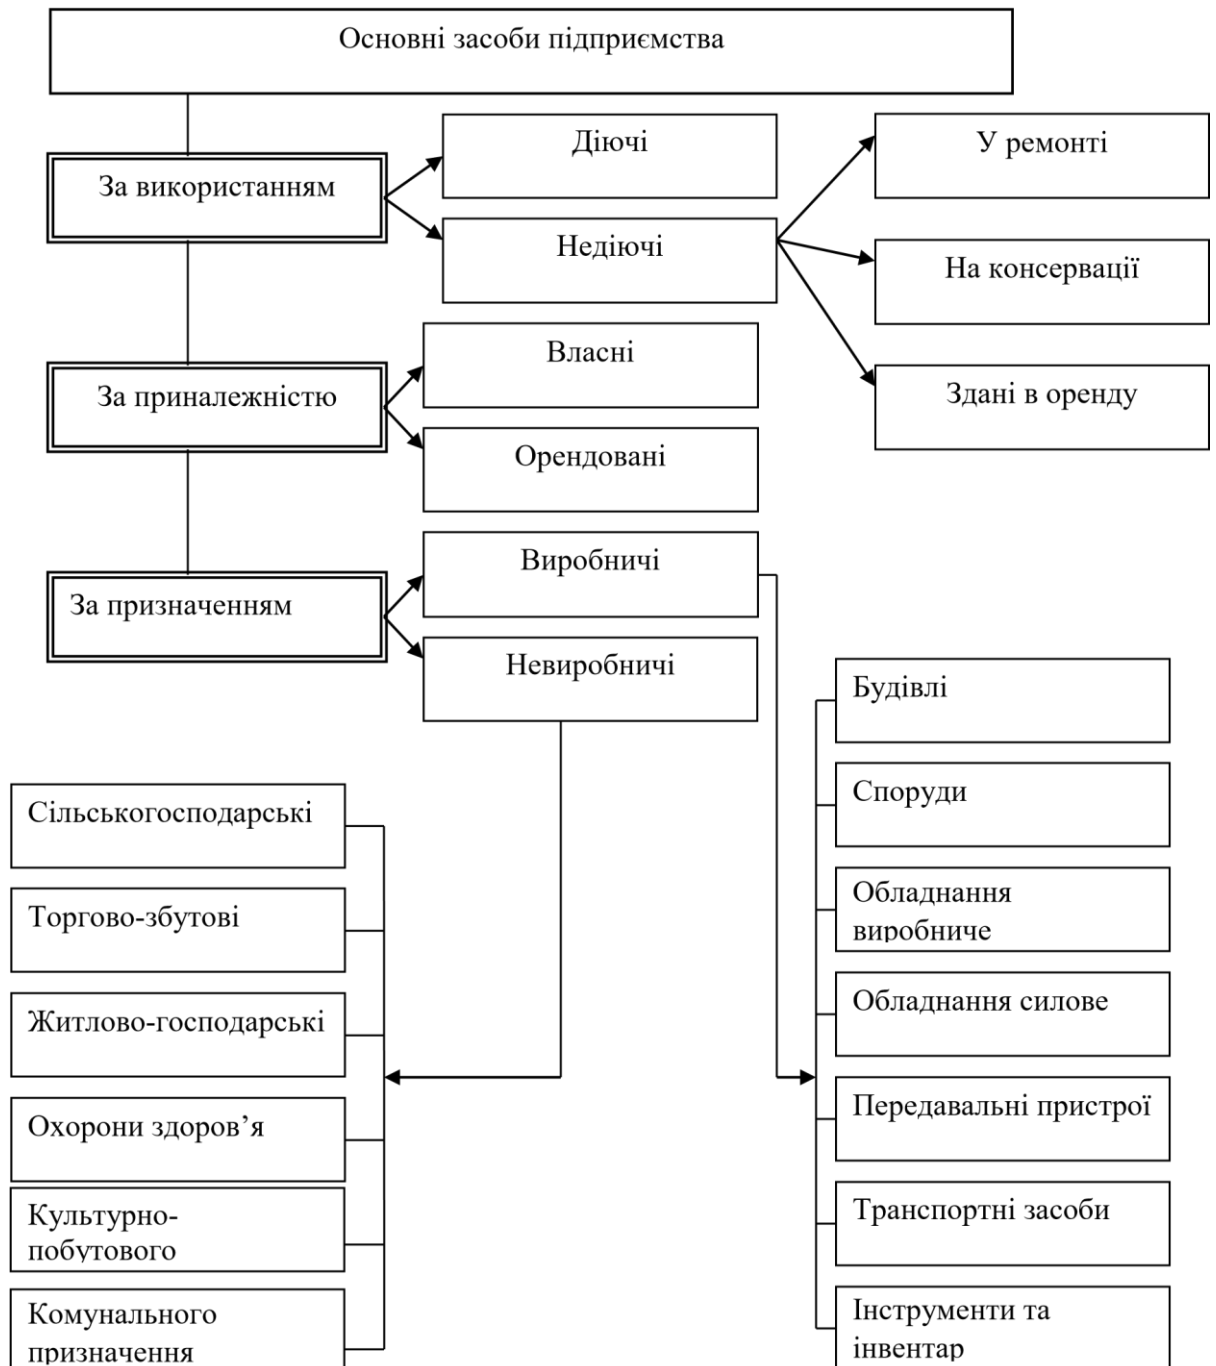 Основні засоби підприємства
За використанням
Діючі
Недіючі
У ремонті
На консервації
Здані в оренду
За приналежністю
Власні
Орендовані
За призначенням
Виробничі
Невиробничі
Будівлі
Споруди
Обладнання
виробниче
Обладнання силове
Передавальні пристрої
Транспортні засоби
Інструменти та
інвентар
Сільськогосподарські
Торгово-збутові
Житлово-господарські
Охорони здоров’я
Культурно-
побутового
Комунального
призначення